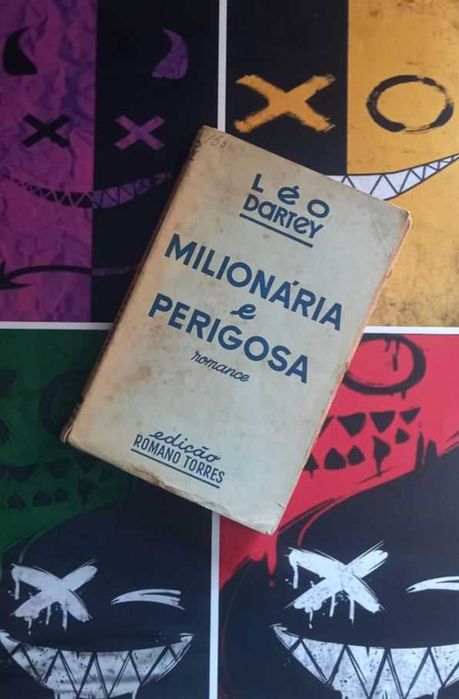 LÉO
DARTEY
MILIONÁRIA
e
PERIGOSA
romance
edição
ROMANO TORRES